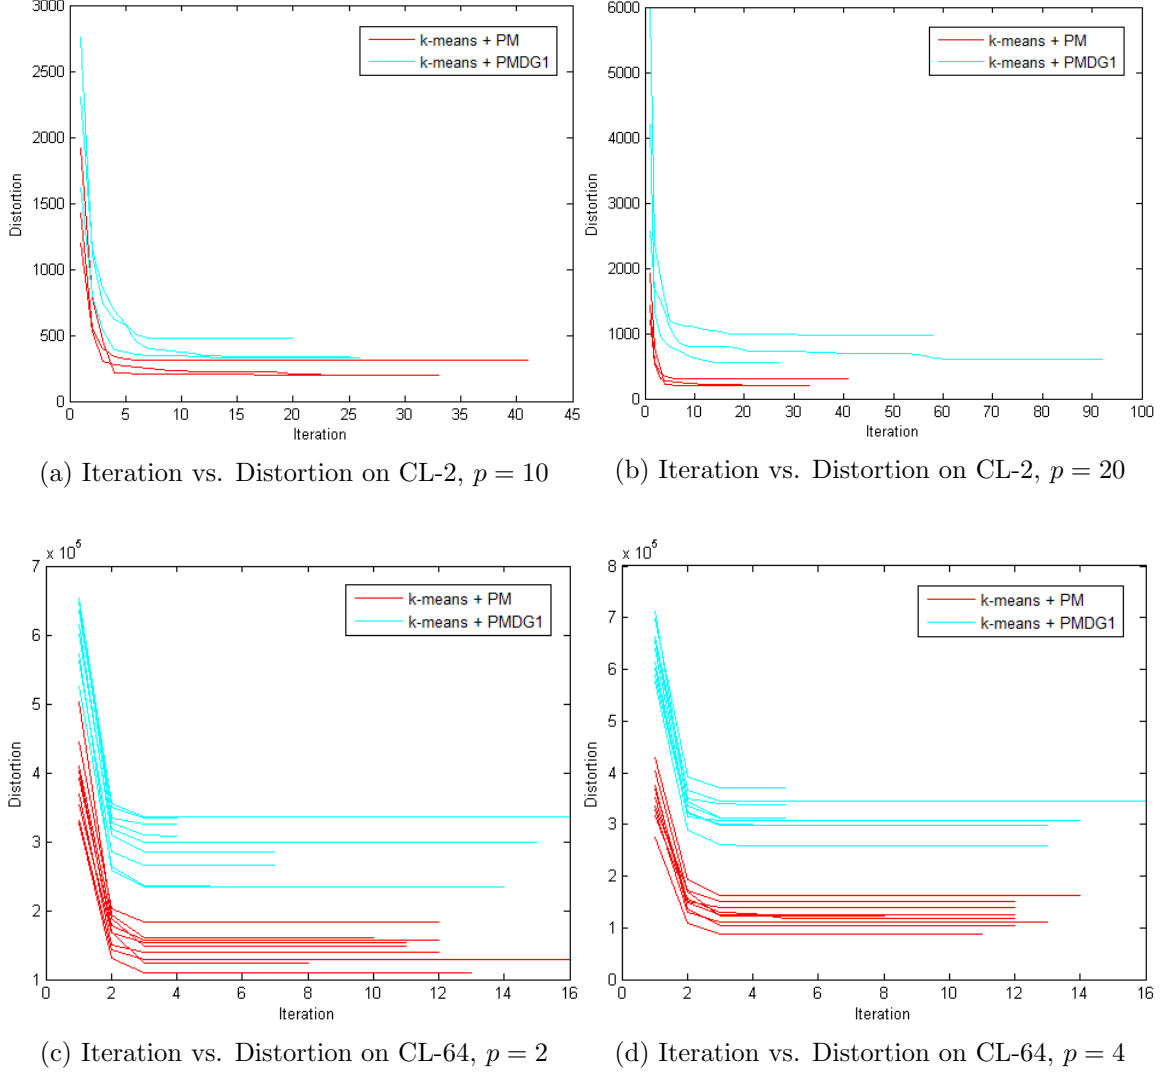 3000
2500
2000
1500
1000
500
0
Distortion
k-means + PM
k-means + PMDG1
0 5 10 15 20 25 30 35 40 45
Iteration
(a) Iteration vs. Distortion on CL-2, p = 10
6000
5000
4000
3000
2000
1000
0
Distortion
k-means + PM
k-means + PMDG1
0 10 20 30 40 50 60 70 80 90 100
Iteration
(b) Iteration vs. Distortion on CL-2, p = 20
x 10^5
7
6
5
4
3
2
1
Distortion
k-means + PM
k-means + PMDG1
0 2 4 6 8 10 12 14 16
Iteration
(c) Iteration vs. Distortion on CL-64, p = 2
x 10^5
8
7
6
5
4
3
2
1
0
Distortion
k-means + PM
k-means + PMDG1
0 2 4 6 8 10 12 14 16
Iteration
(d) Iteration vs. Distortion on CL-64, p = 4